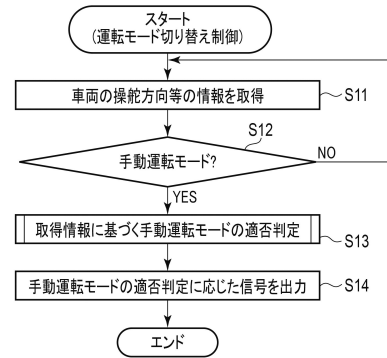 スタート
(運転モード切り替え制御)
車両の操舵方向等の情報を取得
S11
S12
手動運転モード?
NO
YES
取得情報に基づく手動運転モードの適否判定
S13
手動運転モードの適否判定に応じた信号を出力
S14
エンド